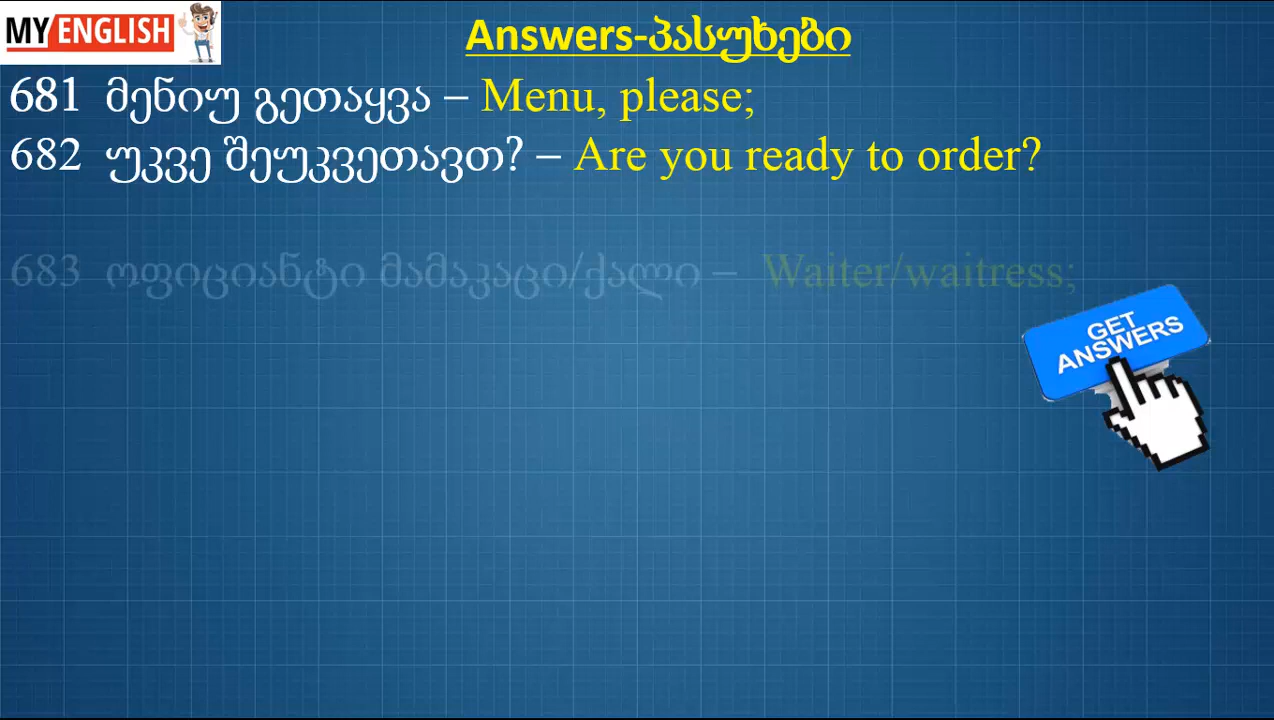 MY ENGLISH
Answers-პასუხები
681 მენიუ გეთაყვა – Menu, please;
682 უკვე შეუკვეთავთ? – Are you ready to order?
683 ოფიციანტი მამაკაცი/ქალი – Waiter/waitress;
GET
ANSWERS